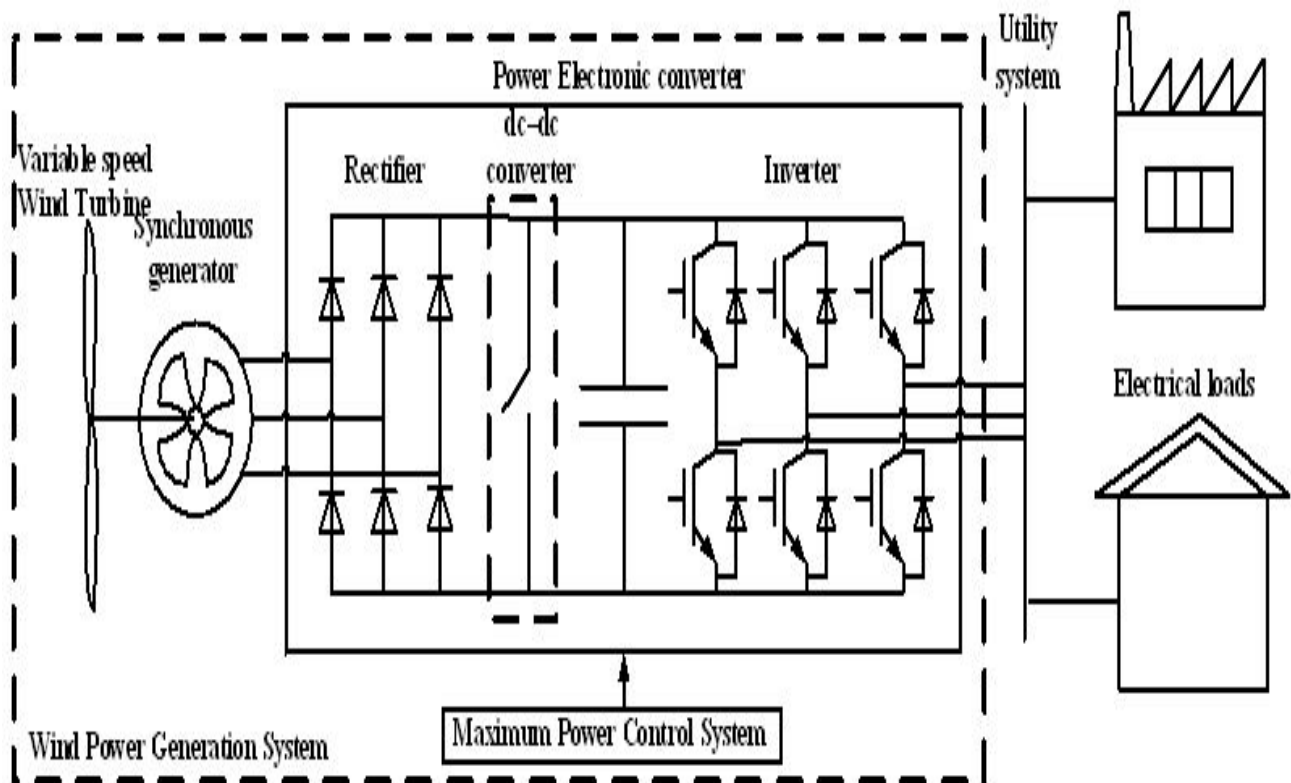 Utility
system
Power Electronic converter
dc–dc
converter
Variable speed
Wind Turbine
Rectifier
Inverter
Synchronous
generator
Electrical loads
Maximum Power Control System
Wind Power Generation System